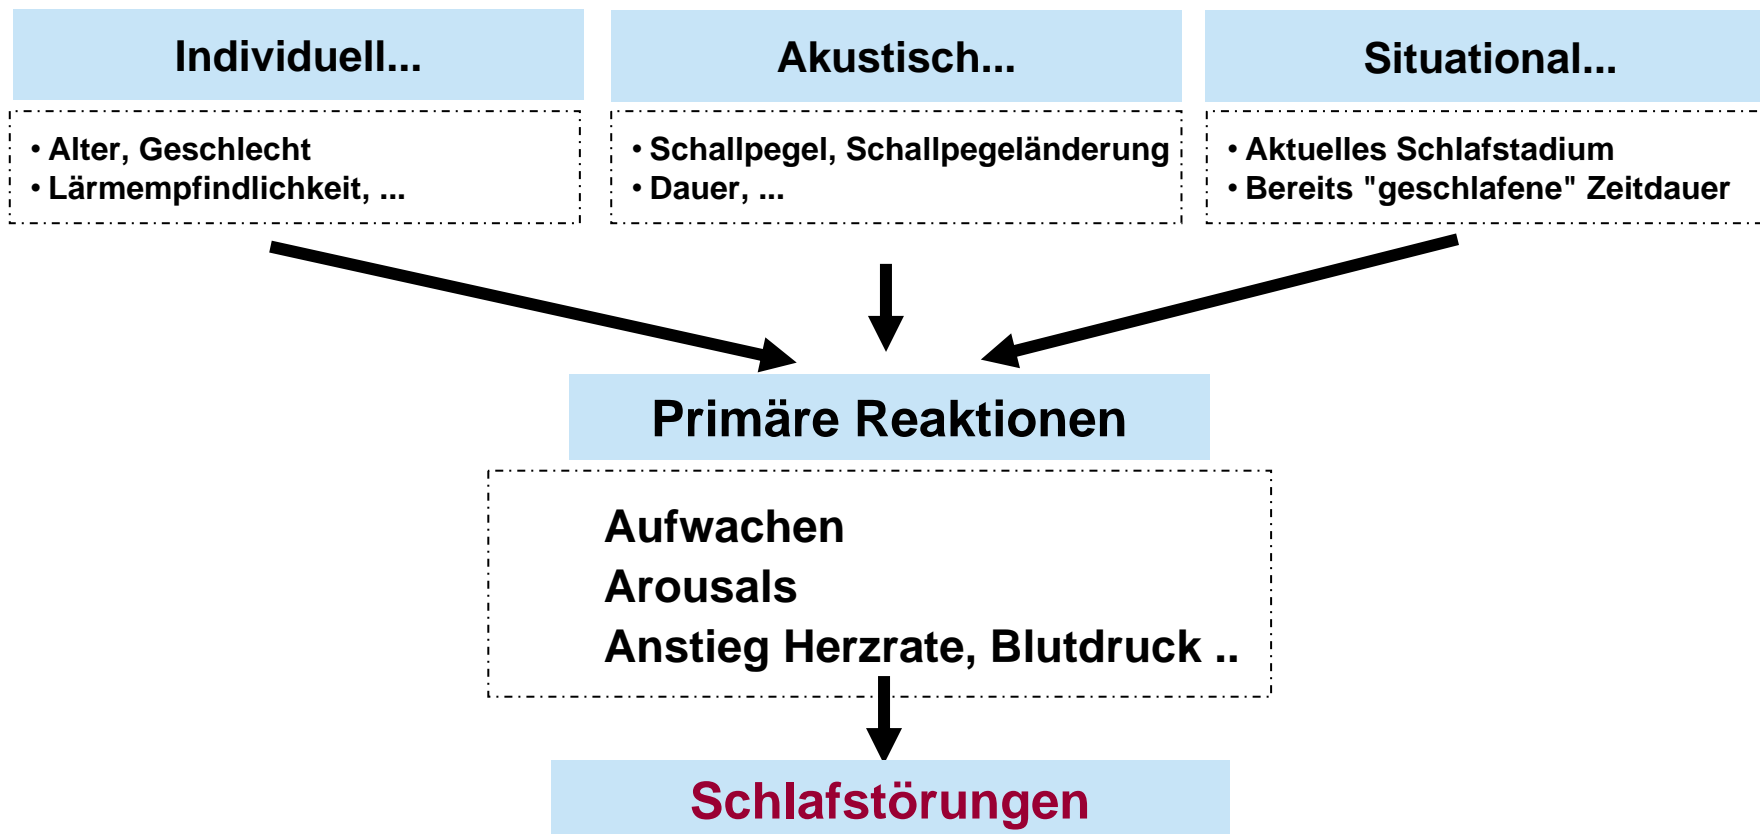 Individuell...
Akustisch...
Situational...
• Alter, Geschlecht
• Lärmempfindlichkeit, ...
• Schallpegel, Schallpegeländerung
• Dauer, ...
• Aktuelles Schlafstadium
• Bereits "geschlafene" Zeitdauer
Primäre Reaktionen
Aufwachen
Arousals
Anstieg Herzrate, Blutdruck ..
Schlafstörungen